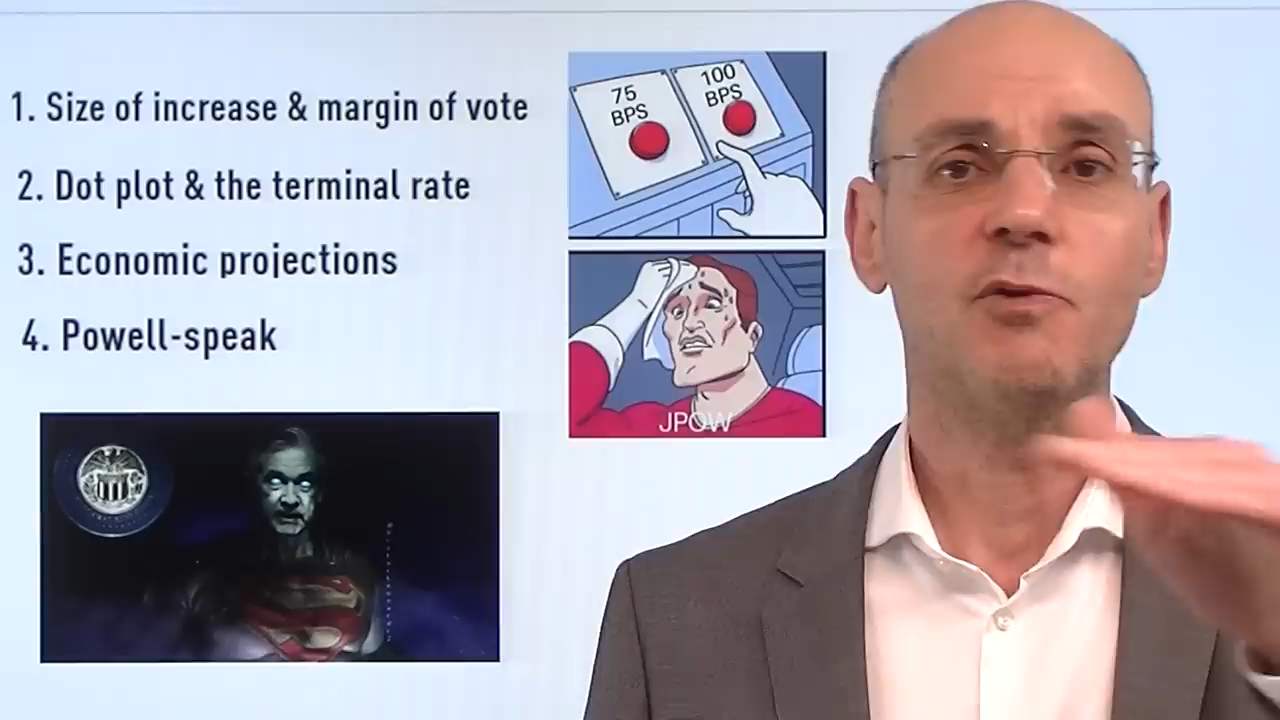 1. Size of increase & margin of vote
2. Dot plot & the terminal rate
3. Economic projections
4. Powell-speak
75
BPS
100
BPS
JPOW